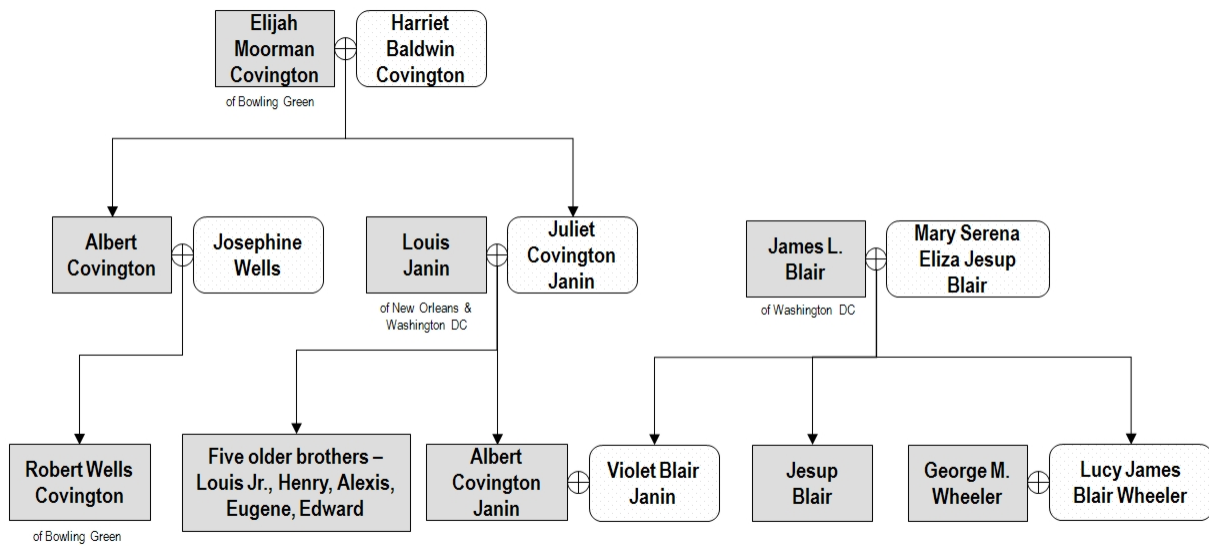 Elijah
Moorman
Covington
Harriet
Baldwin
Covington
of Bowling Green
Albert
Covington
Josephine
Wells
Louis
Janin
Juliet
Covington
Janin
James L.
Blair
Mary Serena
Eliza Jesup
Blair
of New Orleans &
Washington DC
of Washington DC
Robert Wells
Covington
Five older brothers –
Louis Jr., Henry, Alexis,
Eugene, Edward
Albert
Covington
Janin
Violet Blair
Janin
Jesup
Blair
George M.
Wheeler
Lucy James
Blair Wheeler
of Bowling Green